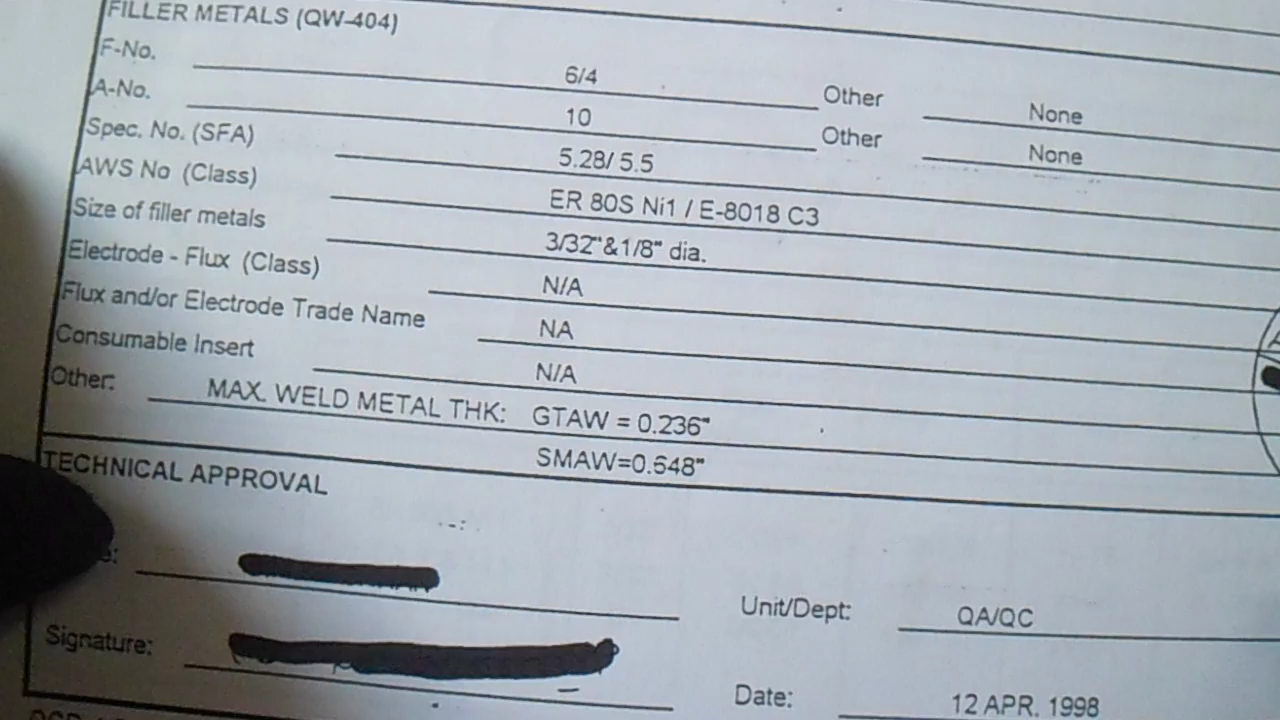 FILLER METALS (QW-404)
F-No. 6/4 Other None
A-No. 10 Other None
Spec. No. (SFA) 5.28/ 5.5
AWS No (Class) ER 80S Ni1 / E-8018 C3
Size of filler metals 3/32"&1/8" dia.
Electrode - Flux (Class) N/A
Flux and/or Electrode Trade Name NA
Consumable Insert N/A
Other: MAX. WELD METAL THK: GTAW = 0.236"
SMAW=0.648"
TECHNICAL APPROVAL
Unit/Dept: QA/QC
Signature:
Date: 12 APR. 1998